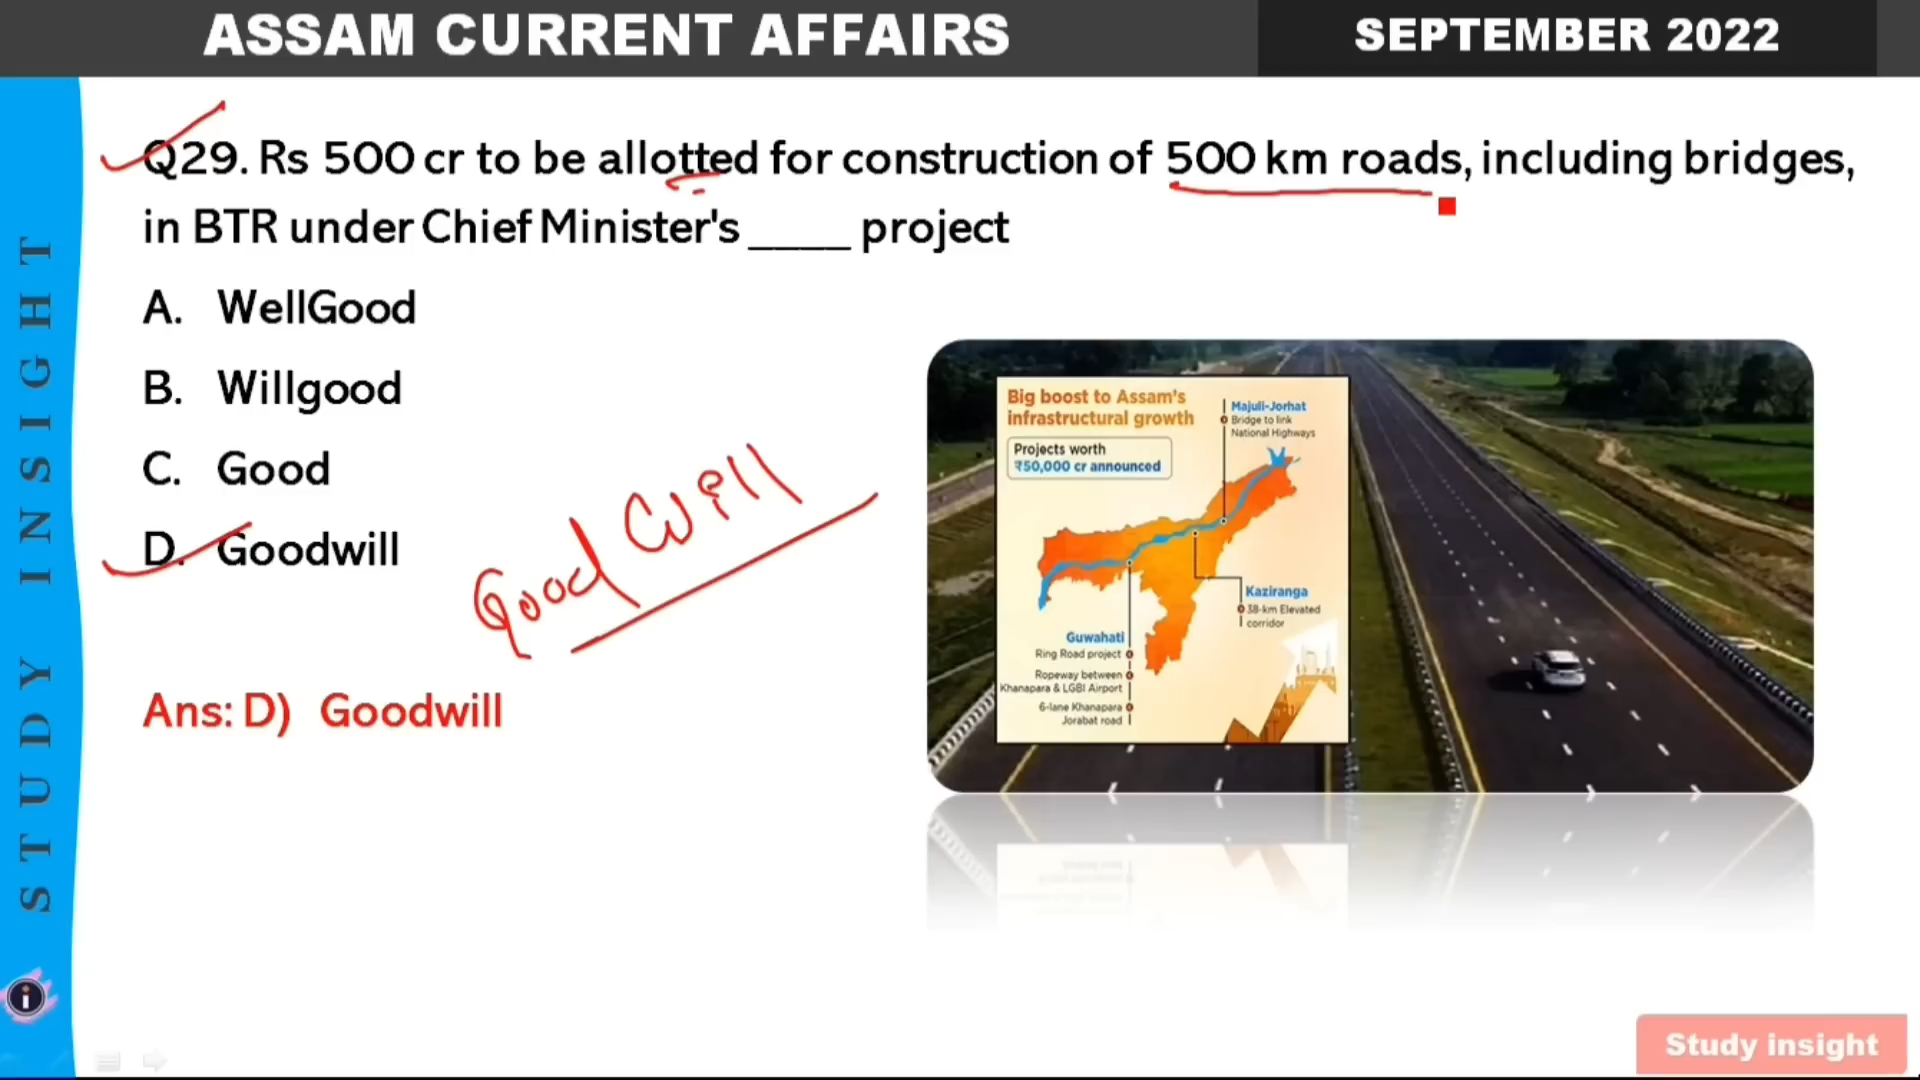 ASSAM CURRENT AFFAIRS
SEPTEMBER 2022
STUDY INSIGHT
Q29. Rs 500 cr to be allotted for construction of 500 km roads, including bridges,
in BTR under Chief Minister's ____ project
A. WellGood
B. Willgood
C. Good
D. Goodwill
Good Will
Ans: D) Goodwill
Big boost to Assam's
infrastructural growth
Projects worth
₹50,000 cr announced
Majuli-Jorhat
Bridge to link
National Highways
Kaziranga
38-km Elevated
corridor
Guwahati
Ring Road project
Ropeway between
Khanapara & LGBI Airport
6-lane Khanapara
Jorabat road
i
Study insight